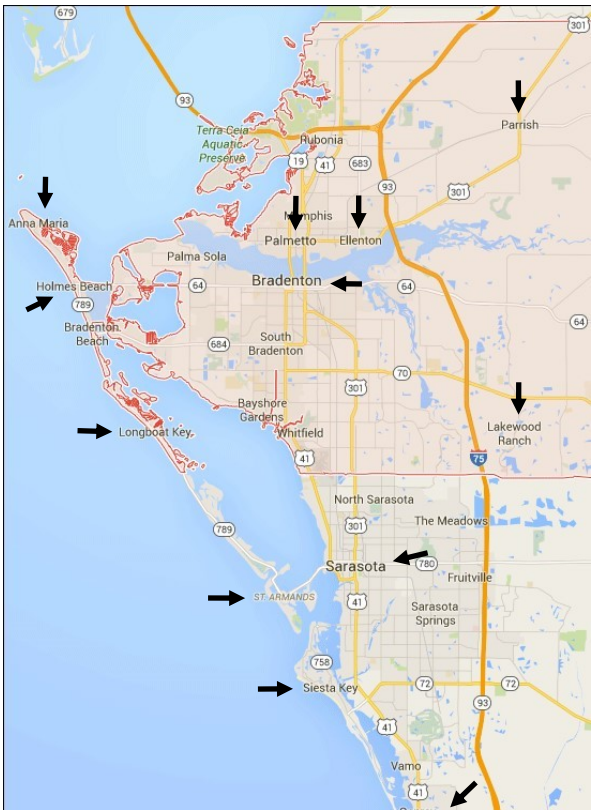 679
301
93
Parrish
Terra Ceia
Aquatic
Preserve
Rubonia
19
41
683
93
301
Anna Maria
Memphis
Palmetto
Ellenton
Palma Sola
Bradenton
Holmes Beach
64
64
789
64
Bradenton
Beach
684
South
Bradenton
301
70
Bayshore
Gardens
Lakewood
Ranch
Longboat Key
Whitfield
41
75
North Sarasota
789
301
The Meadows
Sarasota
780
Fruitville
ST. ARMANDS
41
Sarasota
Springs
758
Siesta Key
72
72
93
41
Vamo
41